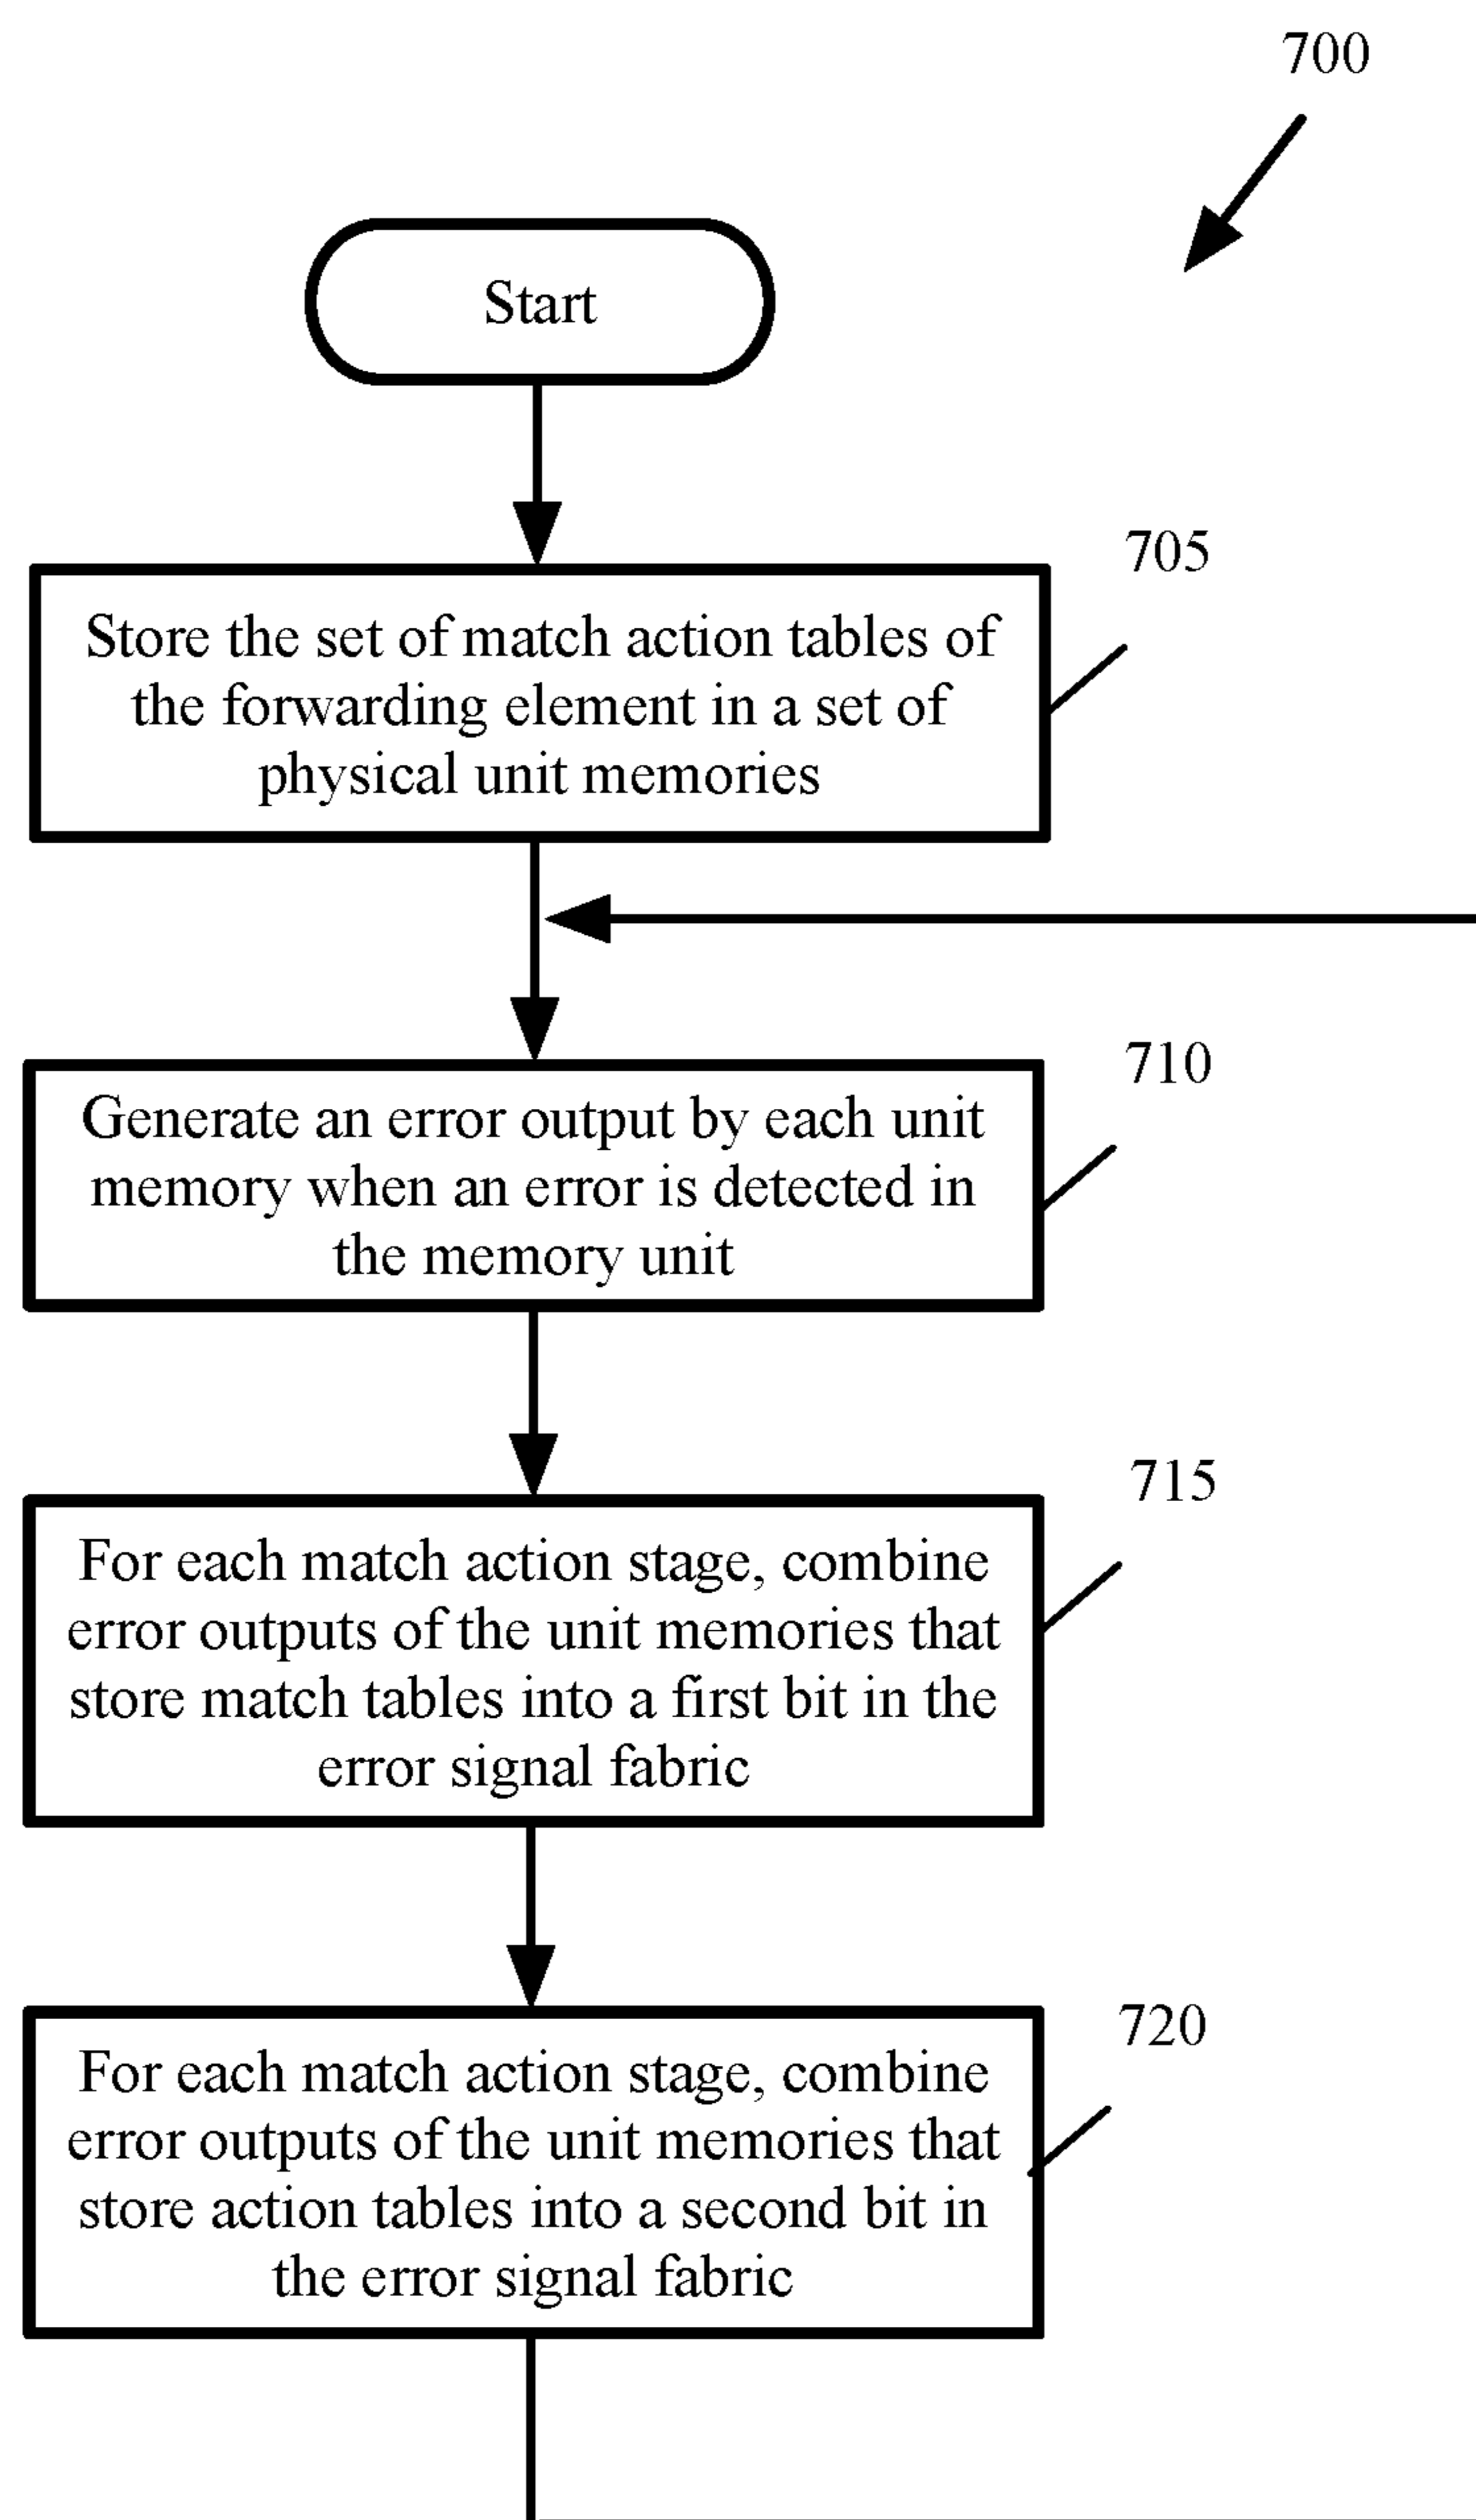 700
Start
705
Store the set of match action tables of
the forwarding element in a set of
physical unit memories
710
Generate an error output by each unit
memory when an error is detected in
the memory unit
715
For each match action stage, combine
error outputs of the unit memories that
store match tables into a first bit in the
error signal fabric
720
For each match action stage, combine
error outputs of the unit memories that
store action tables into a second bit in
the error signal fabric